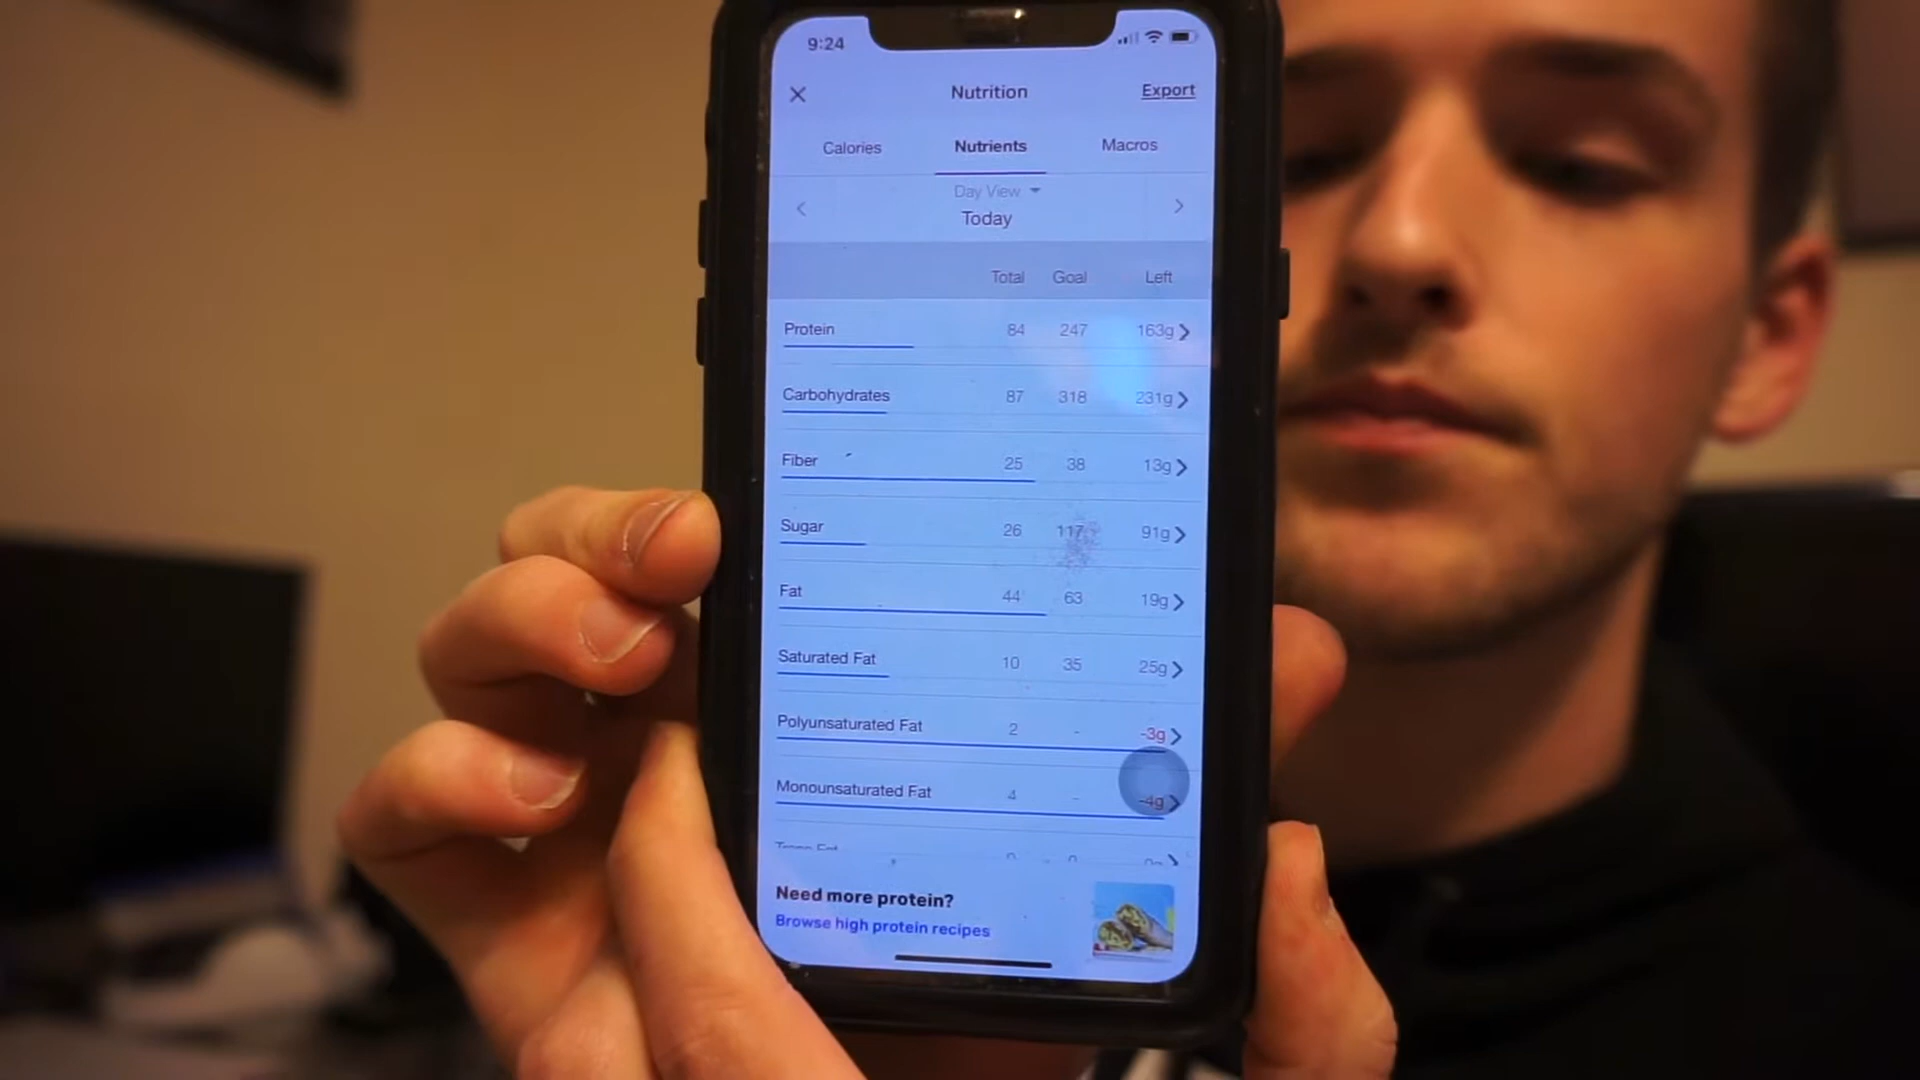 9:24
Nutrition Export
Calories Nutrients Macros
Day View
Today
Total Goal Left
Protein 84 247 163g
Carbohydrates 87 318 231g
Fiber 25 38 13g
Sugar 26 117 91g
Fat 44 63 19g
Saturated Fat 10 35 25g
Polyunsaturated Fat 2 - -3g
Monounsaturated Fat 4 - -4g
Need more protein?
Browse high protein recipes